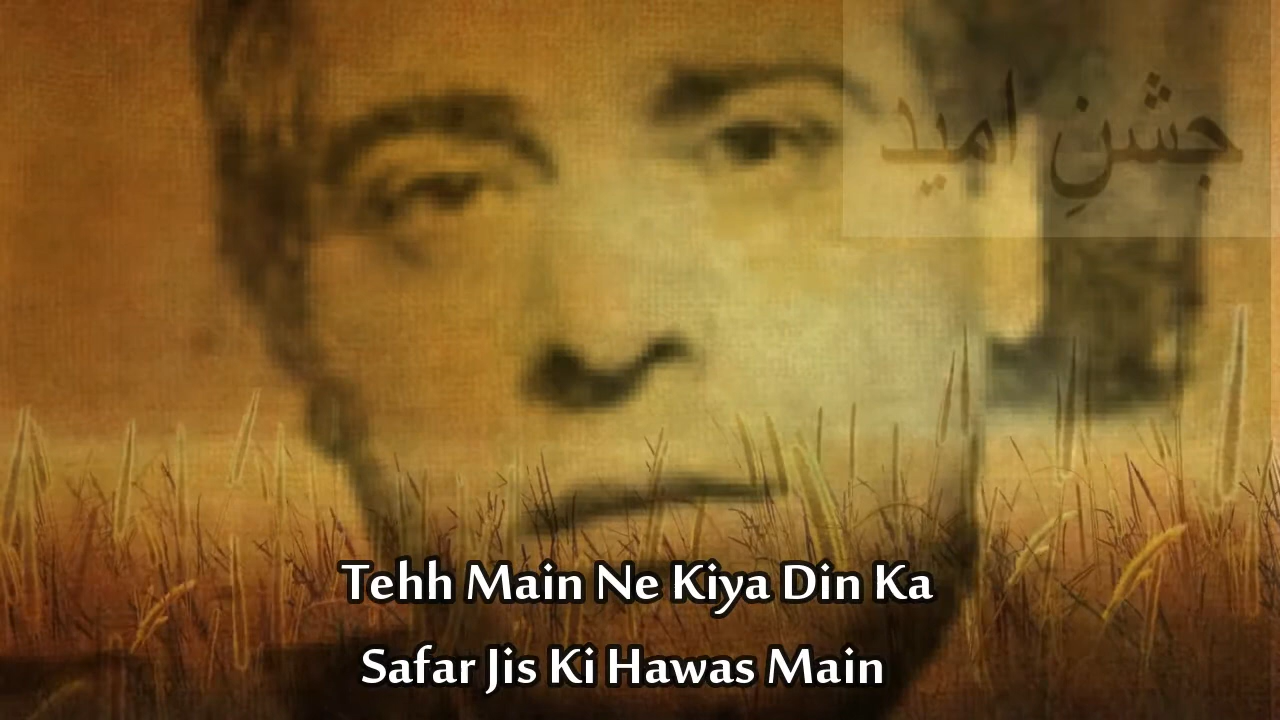 جشنِ امید
Tehh Main Ne Kiya Din Ka
Safar Jis Ki Hawas Main